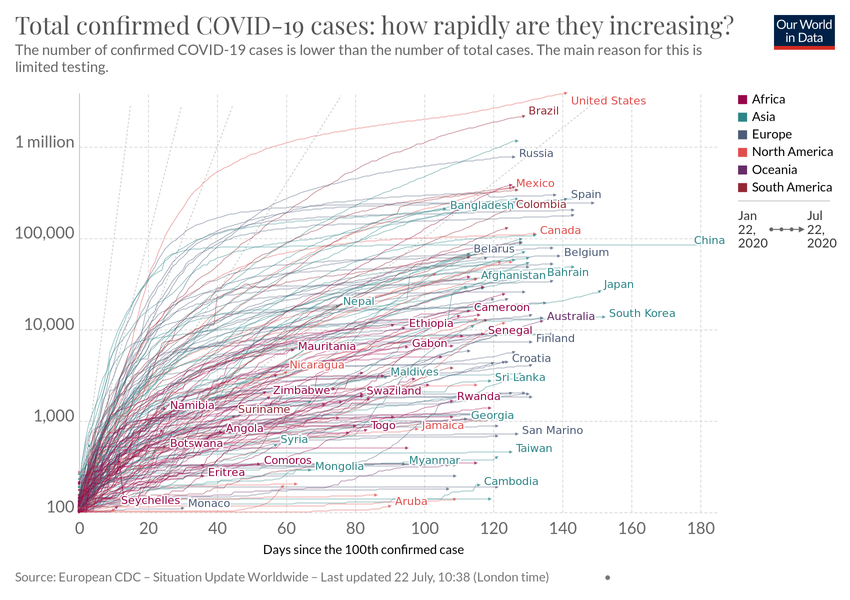 Total confirmed COVID-19 cases: how rapidly are they increasing?
The number of confirmed COVID-19 cases is lower than the number of total cases. The main reason for this is
limited testing.
Our World
in Data
Africa
Asia
Europe
North America
Oceania
South America
Jan
22,
2020
Jul
22,
2020
1 million
100,000
10,000
1,000
100
United States
Brazil
Russia
Mexico
Spain
Bangladesh
Colombia
Canada
China
Belarus
Belgium
Afghanistan
Bahrain
Japan
Nepal
Cameroon
South Korea
Australia
Ethiopia
Senegal
Finland
Mauritania
Gabon
Croatia
Nicaragua
Maldives
Sri Lanka
Zimbabwe
Swaziland
Rwanda
Namibia
Suriname
Georgia
Angola
Togo
Jamaica
San Marino
Botswana
Syria
Taiwan
Comoros
Mongolia
Myanmar
Eritrea
Cambodia
Seychelles
Monaco
Aruba
0
20
40
60
80
100
120
140
160
180
Days since the 100th confirmed case
Source: European CDC – Situation Update Worldwide – Last updated 22 July, 10:38 (London time)